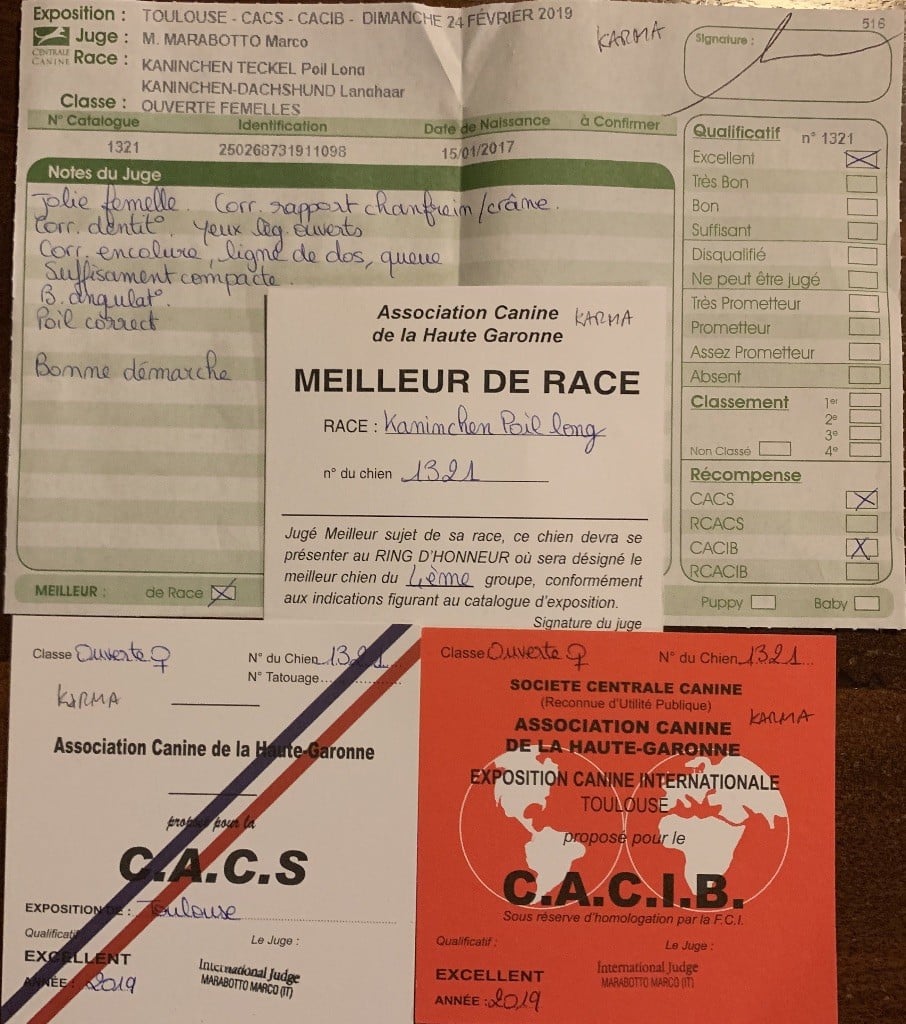 Exposition : TOULOUSE - CACS - CACIB - DIMANCHE 24 FÉVRIER 2019
516
Juge : M. MARABOTTO Marco
KARMA
Signature :
CENTRALE CANINE
Race : KANINCHEN TECKEL Poil Long
KANINCHEN-DACHSHUND Langhaar
Classe : OUVERTE FEMELLES
N° Catalogue Identification Date de Naissance à Confirmer
1321 250268731911098 15/01/2017
Notes du Juge
Jolie femelle. Corr. rapport chanfrein/crâne.
Corr. dentit°. Yeux lég. ouverts
Corr. encolure, ligne de dos, queue
Suffisament compacte.
B. angulat°.
Poil correct
Bonne démarche
MEILLEUR : de Race X
Qualificatif n° 1321
Excellent X
Très Bon
Bon
Suffisant
Disqualifié
Ne peut être jugé
Très Prometteur
Prometteur
Assez Prometteur
Absent
Classement 1er
2e
3e
Non Classé 4e
Récompense
CACS X
RCACS
CACIB X
RCACIB
Puppy Baby
Association Canine KARMA
de la Haute Garonne
MEILLEUR DE RACE
RACE : Kaninchen Poil long
n° du chien 1321
Jugé Meilleur sujet de sa race, ce chien devra se
présenter au RING D'HONNEUR où sera désigné le
meilleur chien du 4ème groupe, conformément
aux indications figurant au catalogue d'exposition.
Signature du juge
Classe Ouverte ♀ N° du Chien 1321
N° Tatouage
KARMA
Association Canine de la Haute-Garonne
proposé pour la
C.A.C.S
EXPOSITION DE : Toulouse
Qualificatif
Le Juge :
EXCELLENT
International Judge
MARABOTTO MARCO (IT)
ANNÉE : 2019
Classe Ouverte ♀ N° du Chien 1321
SOCIETE CENTRALE CANINE
(Reconnue d'Utilité Publique)
KARMA
ASSOCIATION CANINE
DE LA HAUTE-GARONNE
EXPOSITION CANINE INTERNATIONALE
TOULOUSE
proposé pour le
C.A.C.I.B.
Sous réserve d'homologation par la F.C.I.
Qualificatif : Le Juge :
EXCELLENT
International Judge
MARABOTTO MARCO (IT)
ANNÉE : 2019